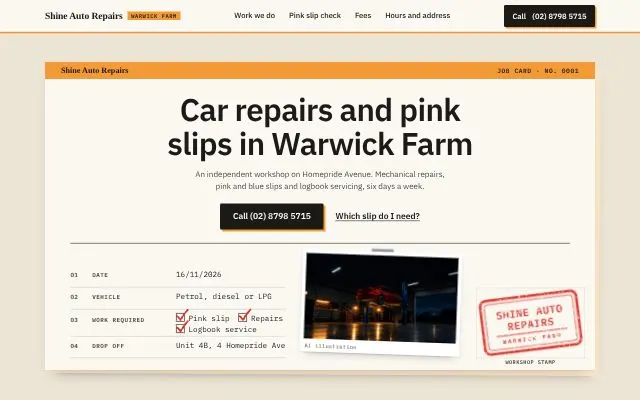 Shine Auto Repairs WARWICK FARM Work we do Pink slip check Fees Hours and address Call (02) 8798 5715
Shine Auto Repairs JOB CARD · NO. 0001
Car repairs and pink
slips in Warwick Farm
An independent workshop on Homepride Avenue. Mechanical repairs,
pink and blue slips and logbook servicing, six days a week.
Call (02) 8798 5715 Which slip do I need?
01 DATE 16/11/2026
02 VEHICLE Petrol, diesel or LPG
03 WORK REQUIRED Pink slip Repairs
Logbook service
04 DROP OFF Unit 4B, 4 Homepride Ave
AI illustration
SHINE AUTO
REPAIRS
WARWICK FARM
WORKSHOP STAMP